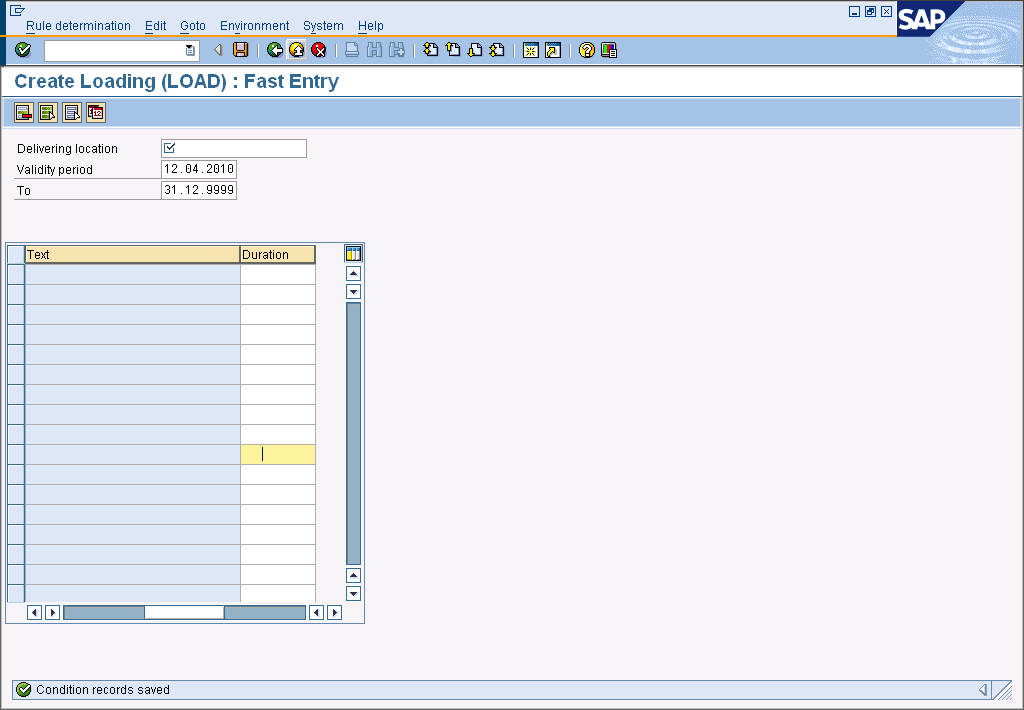 Rule determination Edit Goto Environment System Help
SAP
Create Loading (LOAD) : Fast Entry
Delivering location
Validity period 12.04.2010
To 31.12.9999
Text Duration
Condition records saved